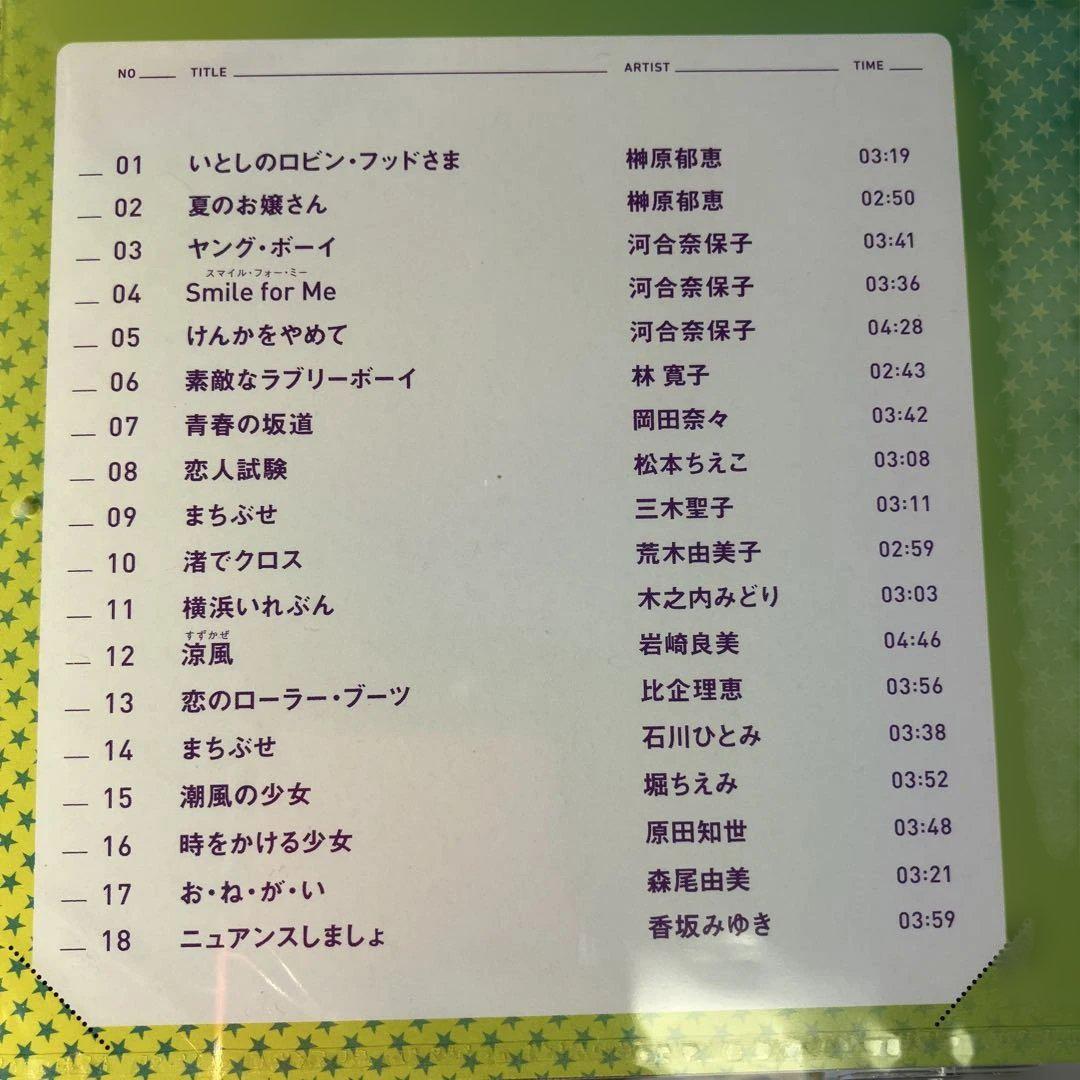 NO TITLE ARTIST TIME
01 いとしのロビン・フッドさま 榊原郁恵 03:19
02 夏のお嬢さん 榊原郁恵 02:50
03 ヤング・ボーイ 河合奈保子 03:41
スマイル・フォー・ミー
04 Smile for Me 河合奈保子 03:36
05 けんかをやめて 河合奈保子 04:28
06 素敵なラブリーボーイ 林 寛子 02:43
07 青春の坂道 岡田奈々 03:42
08 恋人試験 松本ちえこ 03:08
09 まちぶせ 三木聖子 03:11
10 渚でクロス 荒木由美子 02:59
11 横浜いれぶん 木之内みどり 03:03
すずかぜ
12 涼風 岩崎良美 04:46
13 恋のローラー・ブーツ 比企理恵 03:56
14 まちぶせ 石川ひとみ 03:38
15 潮風の少女 堀ちえみ 03:52
16 時をかける少女 原田知世 03:48
17 お・ね・が・い 森尾由美 03:21
18 ニュアンスしましょ 香坂みゆき 03:59